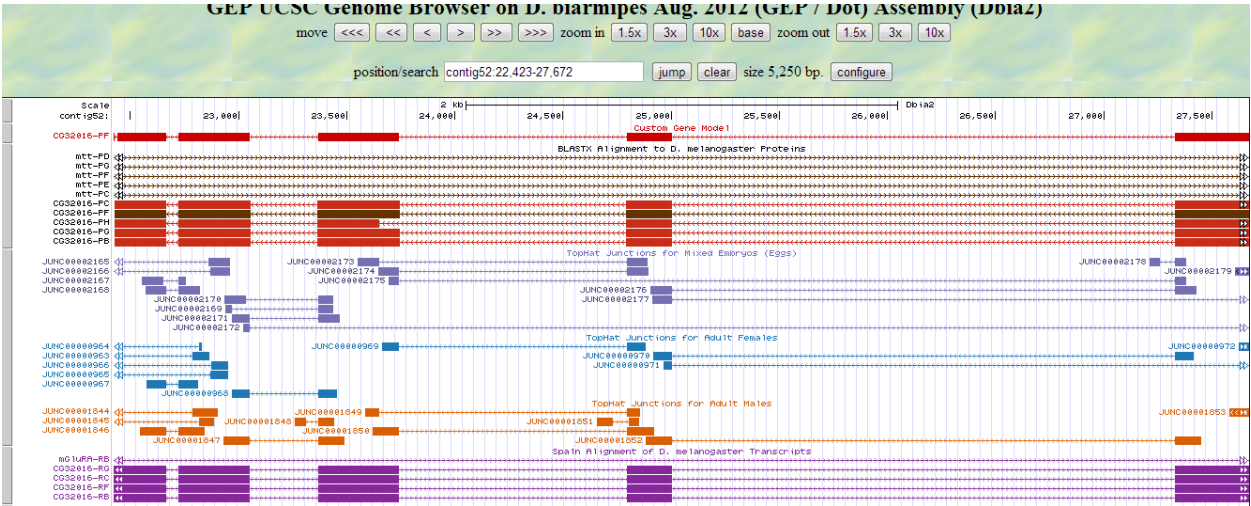 GEP UCSC Genome Browser on D. biarmipes Aug. 2012 (GEP / Dot) Assembly (Dbia2)
move <<< << < > >> >>> zoom in 1.5x 3x 10x base zoom out 1.5x 3x 10x
position/search contig52:22,423-27,672 jump clear size 5,250 bp. configure
Scale 2 kb Dbia2
contig52: 23,000 23,500 24,000 24,500 25,000 25,500 26,000 26,500 27,000 27,500
Custom Gene Model
CG32016-PF
BLASTX Alignment to D. melanogaster Proteins
mtt-PD
mtt-PG
mtt-PF
mtt-PE
mtt-PC
CG32016-PC
CG32016-PF
CG32016-PH
CG32016-PG
CG32016-PB
TopHat Junctions for Mixed Embryos (Eggs)
JUNC00002165 JUNC00002173 JUNC00002178
JUNC00002166 JUNC00002174 JUNC00002179
JUNC00002167 JUNC00002175
JUNC00002168 JUNC00002176
JUNC00002170 JUNC00002177
JUNC00002169
JUNC00002171
JUNC00002172
TopHat Junctions for Adult Females
JUNC00000964 JUNC00000969 JUNC00000972
JUNC00000963 JUNC00000970
JUNC00000966 JUNC00000971
JUNC00000965
JUNC00000967
JUNC00000968
TopHat Junctions for Adult Males
JUNC00001844 JUNC00001849 JUNC00001853
JUNC00001845 JUNC00001848 JUNC00001851
JUNC00001846 JUNC00001850
JUNC00001847 JUNC00001852
Spaln Alignment of D. melanogaster Transcripts
mGluRA-RB
CG32016-RG
CG32016-RC
CG32016-RF
CG32016-RB